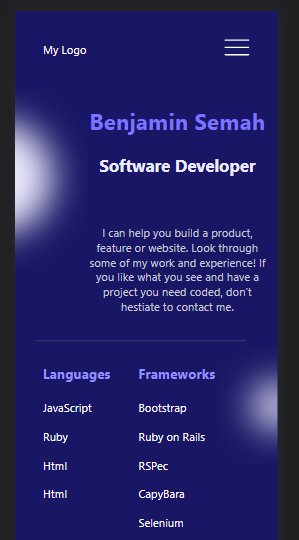 My Logo
Benjamin Semah
Software Developer
I can help you build a product,
feature or website. Look through
some of my work and experience! If
you like what you see and have a
project you need coded, don’t
hestiate to contact me.
Languages
Frameworks
JavaScript
Bootstrap
Ruby
Ruby on Rails
Html
RSPec
Html
CapyBara
Selenium